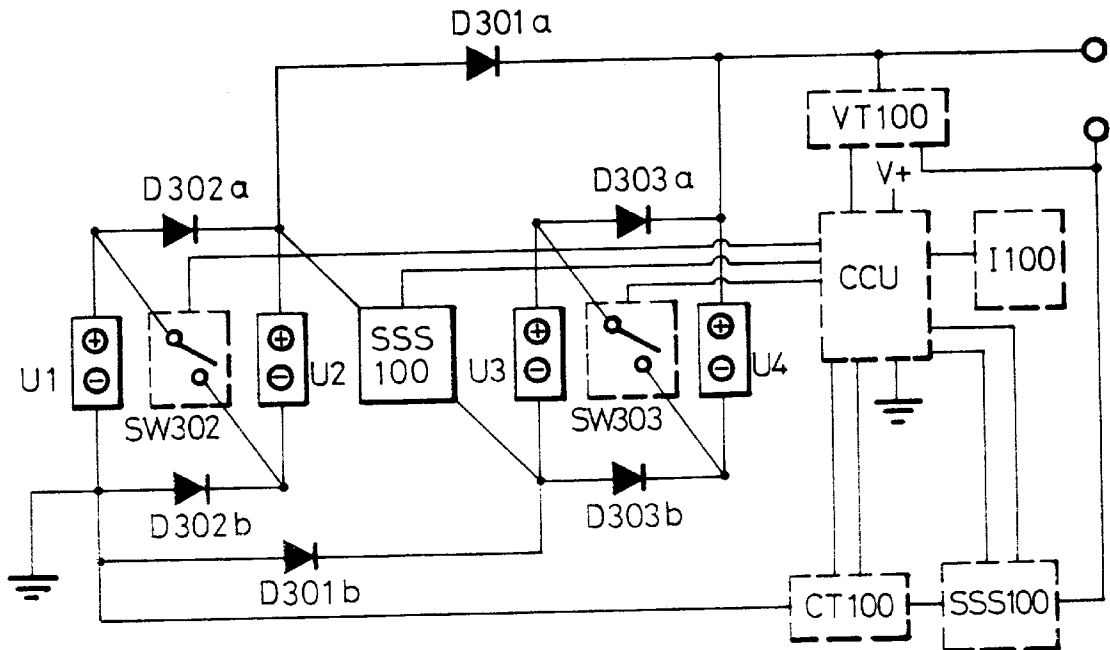 D301a
VT100
V+
D302a
D303a
CCU
I100
U1
+
-
SW302
+
-
U2
SSS
100
U3
+
-
SW303
+
-
U4
D302b
D303b
D301b
CT100
SSS100